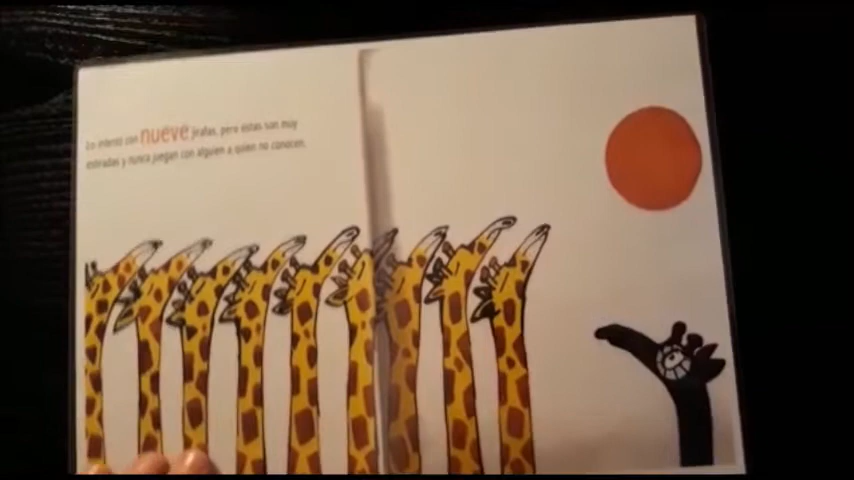 Lo intentó con nueve jirafas, pero éstas son muy
estiradas y nunca juegan con alguien a quien no conocen.